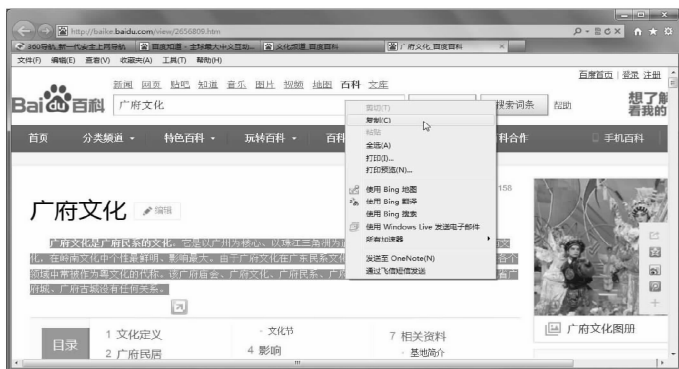 http://baike.baidu.com/view/2656809.htm
360导航_新一代安全上网导航 百度知道 - 全球最大中文互动... 文化频道_百度百科 广府文化_百度百科
文件(F) 编辑(E) 查看(V) 收藏夹(A) 工具(T) 帮助(H)
百度首页 | 登录 注册
新闻 网页 贴吧 知道 音乐 图片 视频 地图 百科 文库
Bai 百科 广府文化 搜索词条 帮助
想了解
看我的
首页 分类频道 特色百科 玩转百科 百科 科合作 手机百科
剪切(T)
复制(C)
粘贴
全选(A)
打印(I)...
打印预览(N)...
使用 Bing 地图
使用 Bing 翻译
使用 Bing 搜索
使用 Windows Live 发送电子邮件
所有加速器
发送至 OneNote(N)
通过飞信短信发送
158
广府文化 编辑
广府文化是广府民系的文化,它是以广州为核心、以珠江三角洲为
化,在岭南文化中个性最鲜明、影响最大。由于广府文化在广东民系文 各个
领域中常被作为粤文化的代称。该广府庙会、广府文化、广府民系、广 省广
府城、广府古城没有任何关系。
广府文化图册
目录
1 文化定义 · 文化节 7 相关资料
2 广府民居 4 影响 · 基地简介